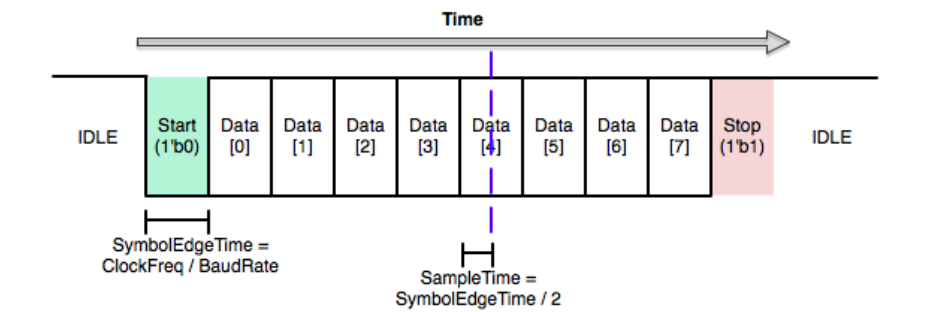 Time
IDLE
Start
(1'b0)
Data
[0]
Data
[1]
Data
[2]
Data
[3]
Data
[4]
Data
[5]
Data
[6]
Data
[7]
Stop
(1'b1)
IDLE
SymbolEdgeTime =
ClockFreq / BaudRate
SampleTime =
SymbolEdgeTime / 2